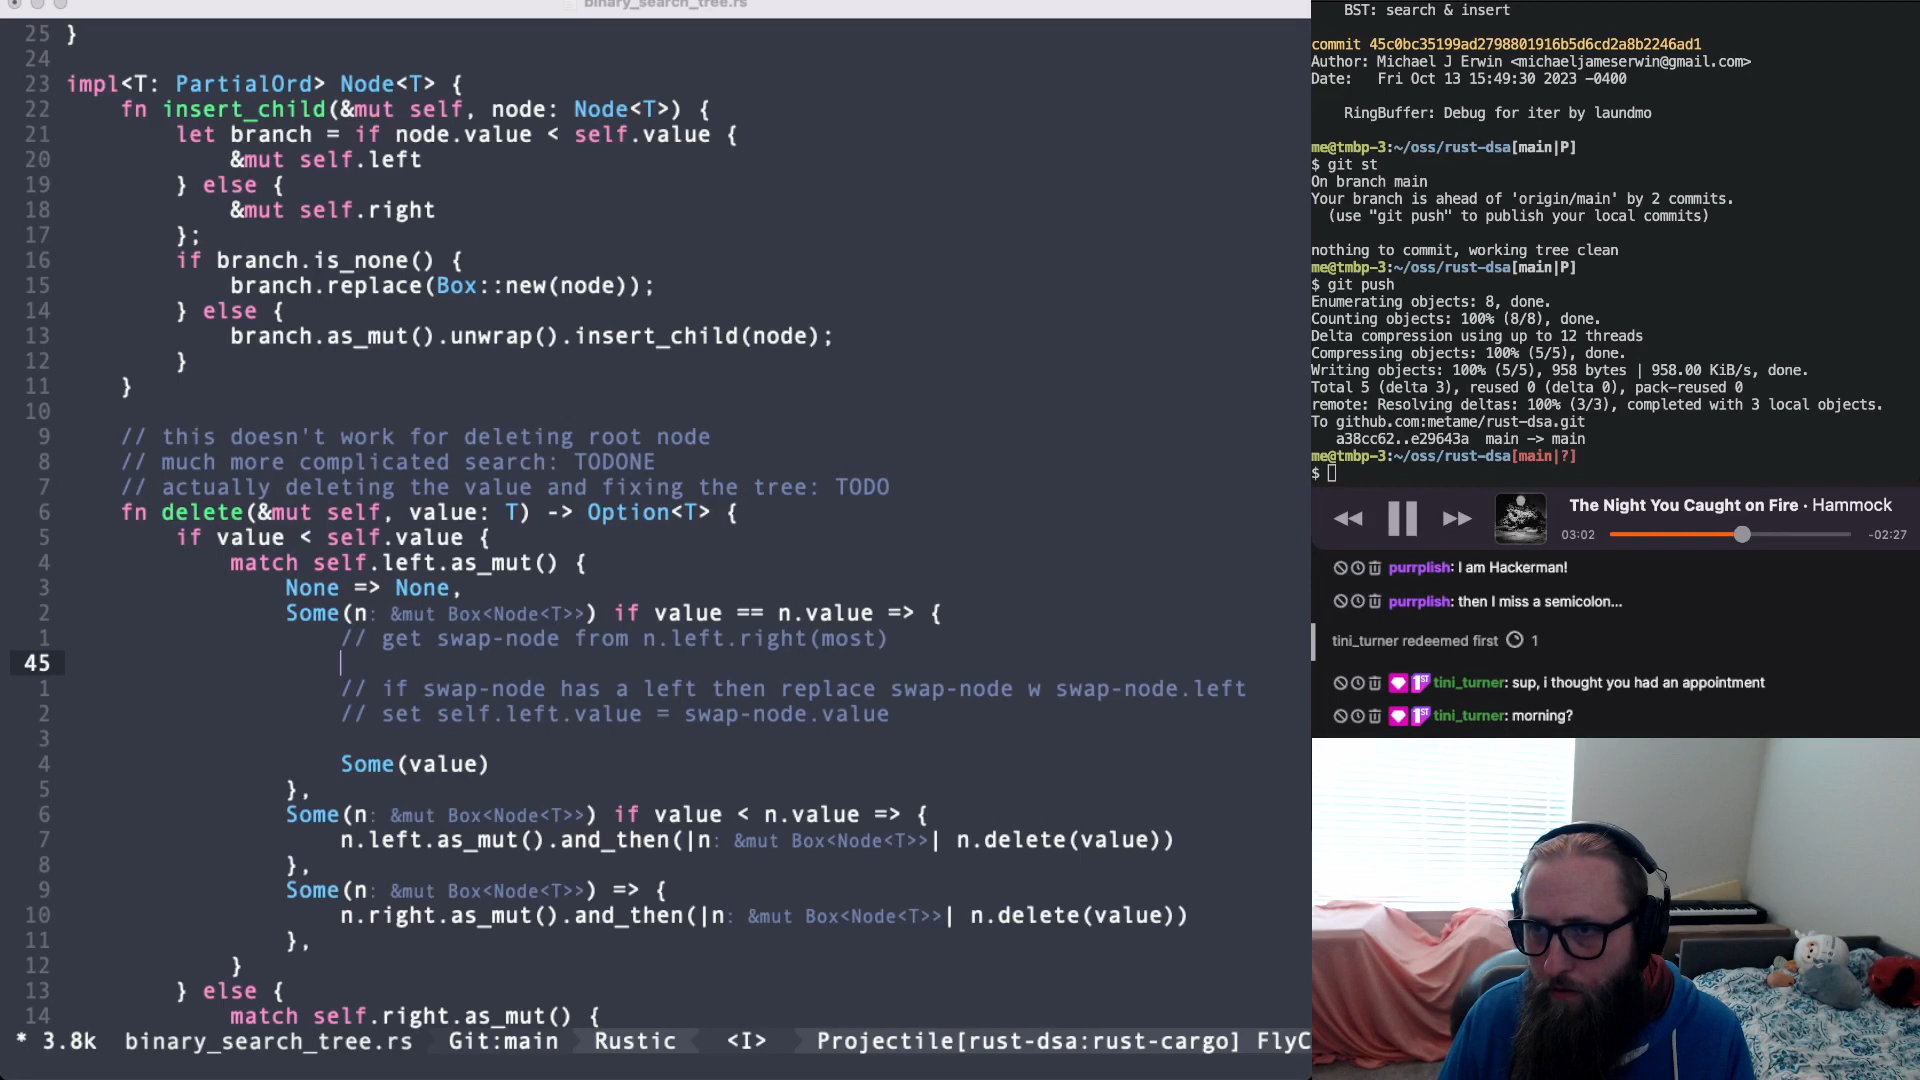 binary_search_tree.rs
25 }
24
23 impl<T: PartialOrd> Node<T> {
22 fn insert_child(&mut self, node: Node<T>) {
21 let branch = if node.value < self.value {
20 &mut self.left
19 } else {
18 &mut self.right
17 };
16 if branch.is_none() {
15 branch.replace(Box::new(node));
14 } else {
13 branch.as_mut().unwrap().insert_child(node);
12 }
11 }
10
9 // this doesn't work for deleting root node
8 // much more complicated search: TODONE
7 // actually deleting the value and fixing the tree: TODO
6 fn delete(&mut self, value: T) -> Option<T> {
5 if value < self.value {
4 match self.left.as_mut() {
3 None => None,
2 Some(n: &mut Box<Node<T>>) if value == n.value => {
1 // get swap-node from n.left.right(most)
45
1 // if swap-node has a left then replace swap-node w swap-node.left
2 // set self.left.value = swap-node.value
3
4 Some(value)
5 },
6 Some(n: &mut Box<Node<T>>) if value < n.value => {
7 n.left.as_mut().and_then(|n: &mut Box<Node<T>>| n.delete(value))
8 },
9 Some(n: &mut Box<Node<T>>) => {
10 n.right.as_mut().and_then(|n: &mut Box<Node<T>>| n.delete(value))
11 },
12 }
13 } else {
14 match self.right.as_mut() {
* 3.8k binary_search_tree.rs Git:main Rustic <I> Projectile[rust-dsa:rust-cargo] FlyC
BST: search & insert
commit 45c0bc35199ad2798801916b5d6cd2a8b2246ad1
Author: Michael J Erwin <michaeljameserwin@gmail.com>
Date: Fri Oct 13 15:49:30 2023 -0400
RingBuffer: Debug for iter by laundmo
me@tmbp-3:~/oss/rust-dsa[main|P]
$ git st
On branch main
Your branch is ahead of 'origin/main' by 2 commits.
(use "git push" to publish your local commits)
nothing to commit, working tree clean
me@tmbp-3:~/oss/rust-dsa[main|P]
$ git push
Enumerating objects: 8, done.
Counting objects: 100% (8/8), done.
Delta compression using up to 12 threads
Compressing objects: 100% (5/5), done.
Writing objects: 100% (5/5), 958 bytes | 958.00 KiB/s, done.
Total 5 (delta 3), reused 0 (delta 0), pack-reused 0
remote: Resolving deltas: 100% (3/3), completed with 3 local objects.
To github.com:metame/rust-dsa.git
a38cc62..e29643a main -> main
me@tmbp-3:~/oss/rust-dsa[main|?]
$
The Night You Caught on Fire · Hammock
03:02 -02:27
purrplish: I am Hackerman!
purrplish: then I miss a semicolon...
tini_turner redeemed first 1
1ST tini_turner: sup, i thought you had an appointment
1ST tini_turner: morning?